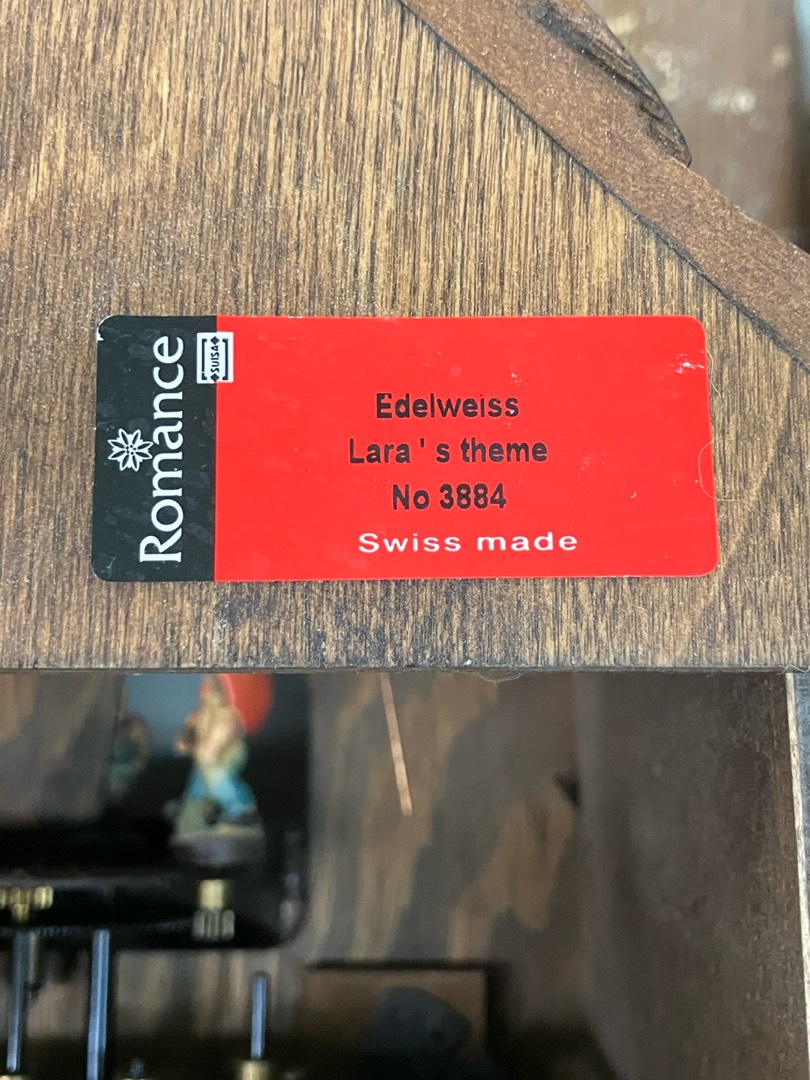 Romance
SUISA
Edelweiss
Lara ' s theme
No 3884
Swiss made